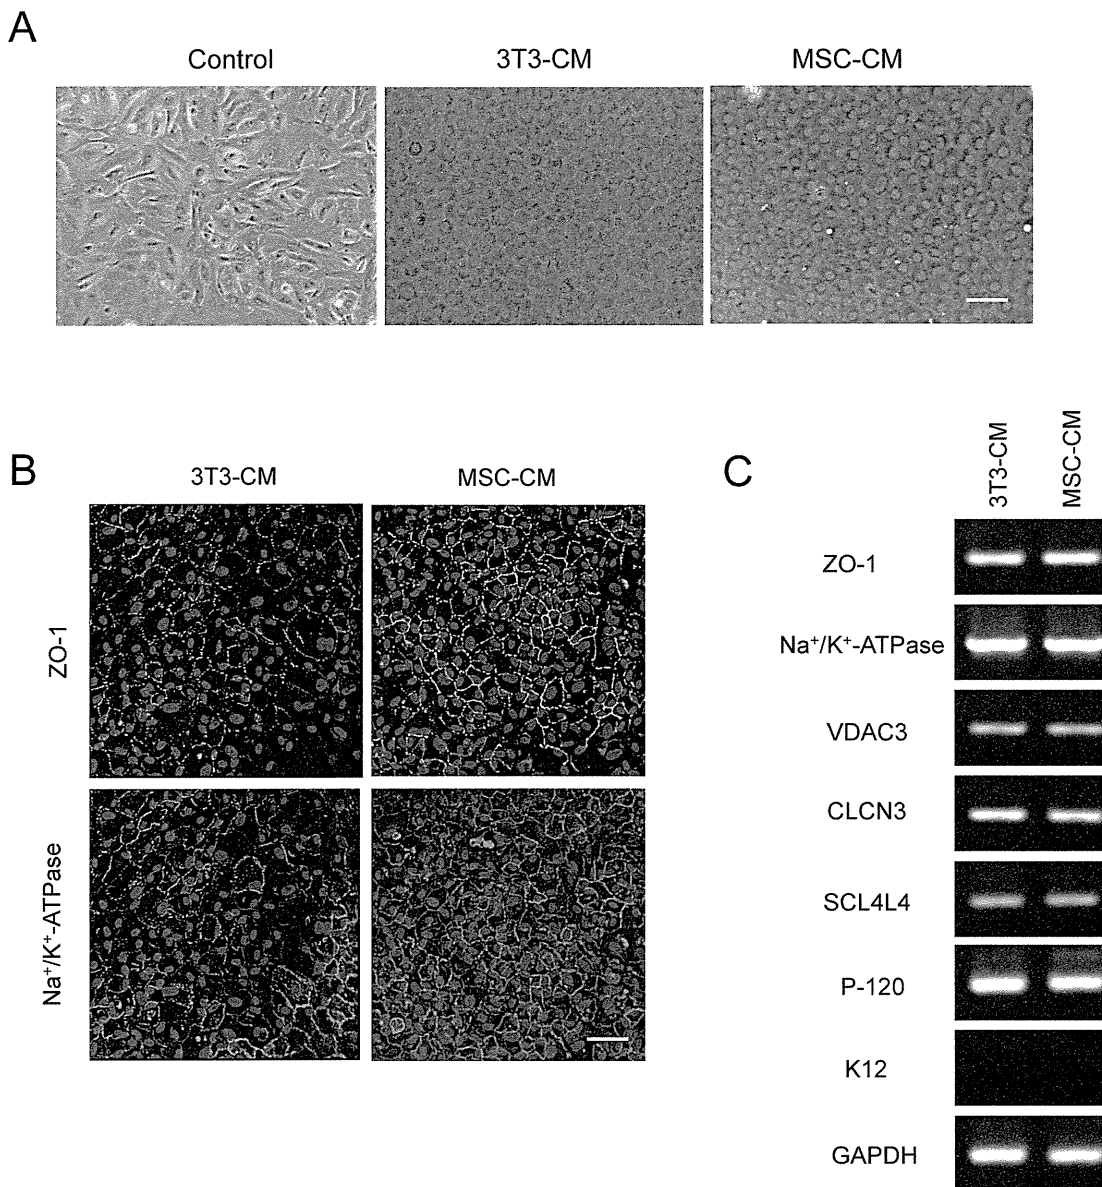 A
Control 3T3-CM MSC-CM
B
3T3-CM MSC-CM
ZO-1
Na⁺/K⁺-ATPase
C
3T3-CM
MSC-CM
ZO-1
Na⁺/K⁺-ATPase
VDAC3
CLCN3
SCL4L4
P-120
K12
GAPDH